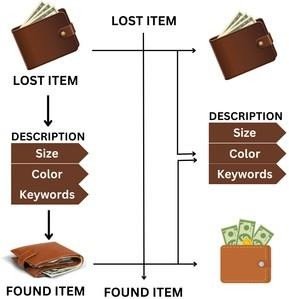 LOST ITEM
LOST ITEM
DESCRIPTION
Size
Color
Keywords
DESCRIPTION
Size
Color
Keywords
FOUND ITEM
FOUND ITEM